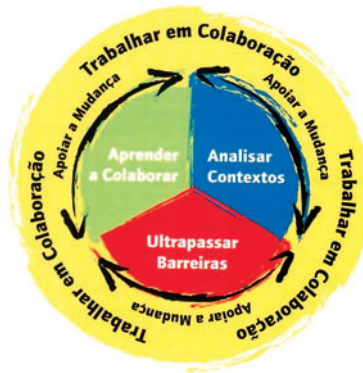 Trabalhar em Colaboração
Apoiar a Mudança
Apoiar a Mudança
Aprender
a Colaborar
Analisar
Contextos
Ultrapassar
Barreiras
Trabalhar em Colaboração
Trabalhar em Colaboração
Apoiar a Mudança